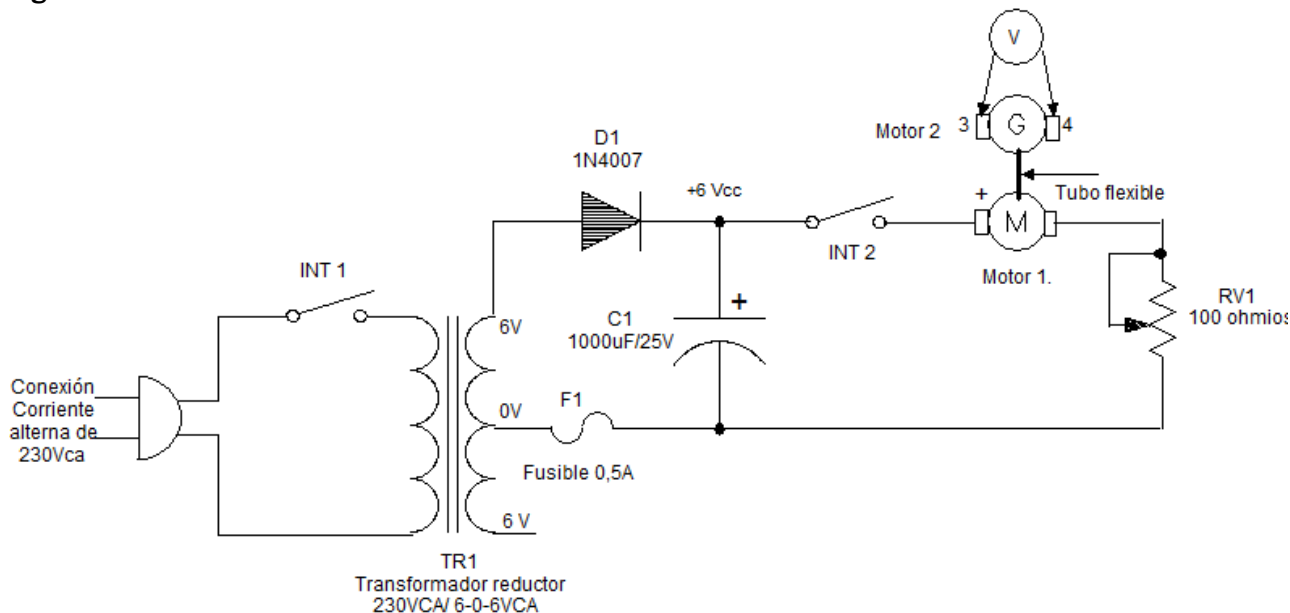 V
Motor 2
3
G
4
D1
1N4007
+6 Vcc
+
Tubo flexible
M
INT 1
INT 2
Motor 1.
+
RV1
100 ohmios
6V
C1
1000uF/25V
Conexión
Corriente
alterna de
230Vca
0V
F1
Fusible 0,5A
6 V
TR1
Transformador reductor
230VCA/ 6-0-6VCA